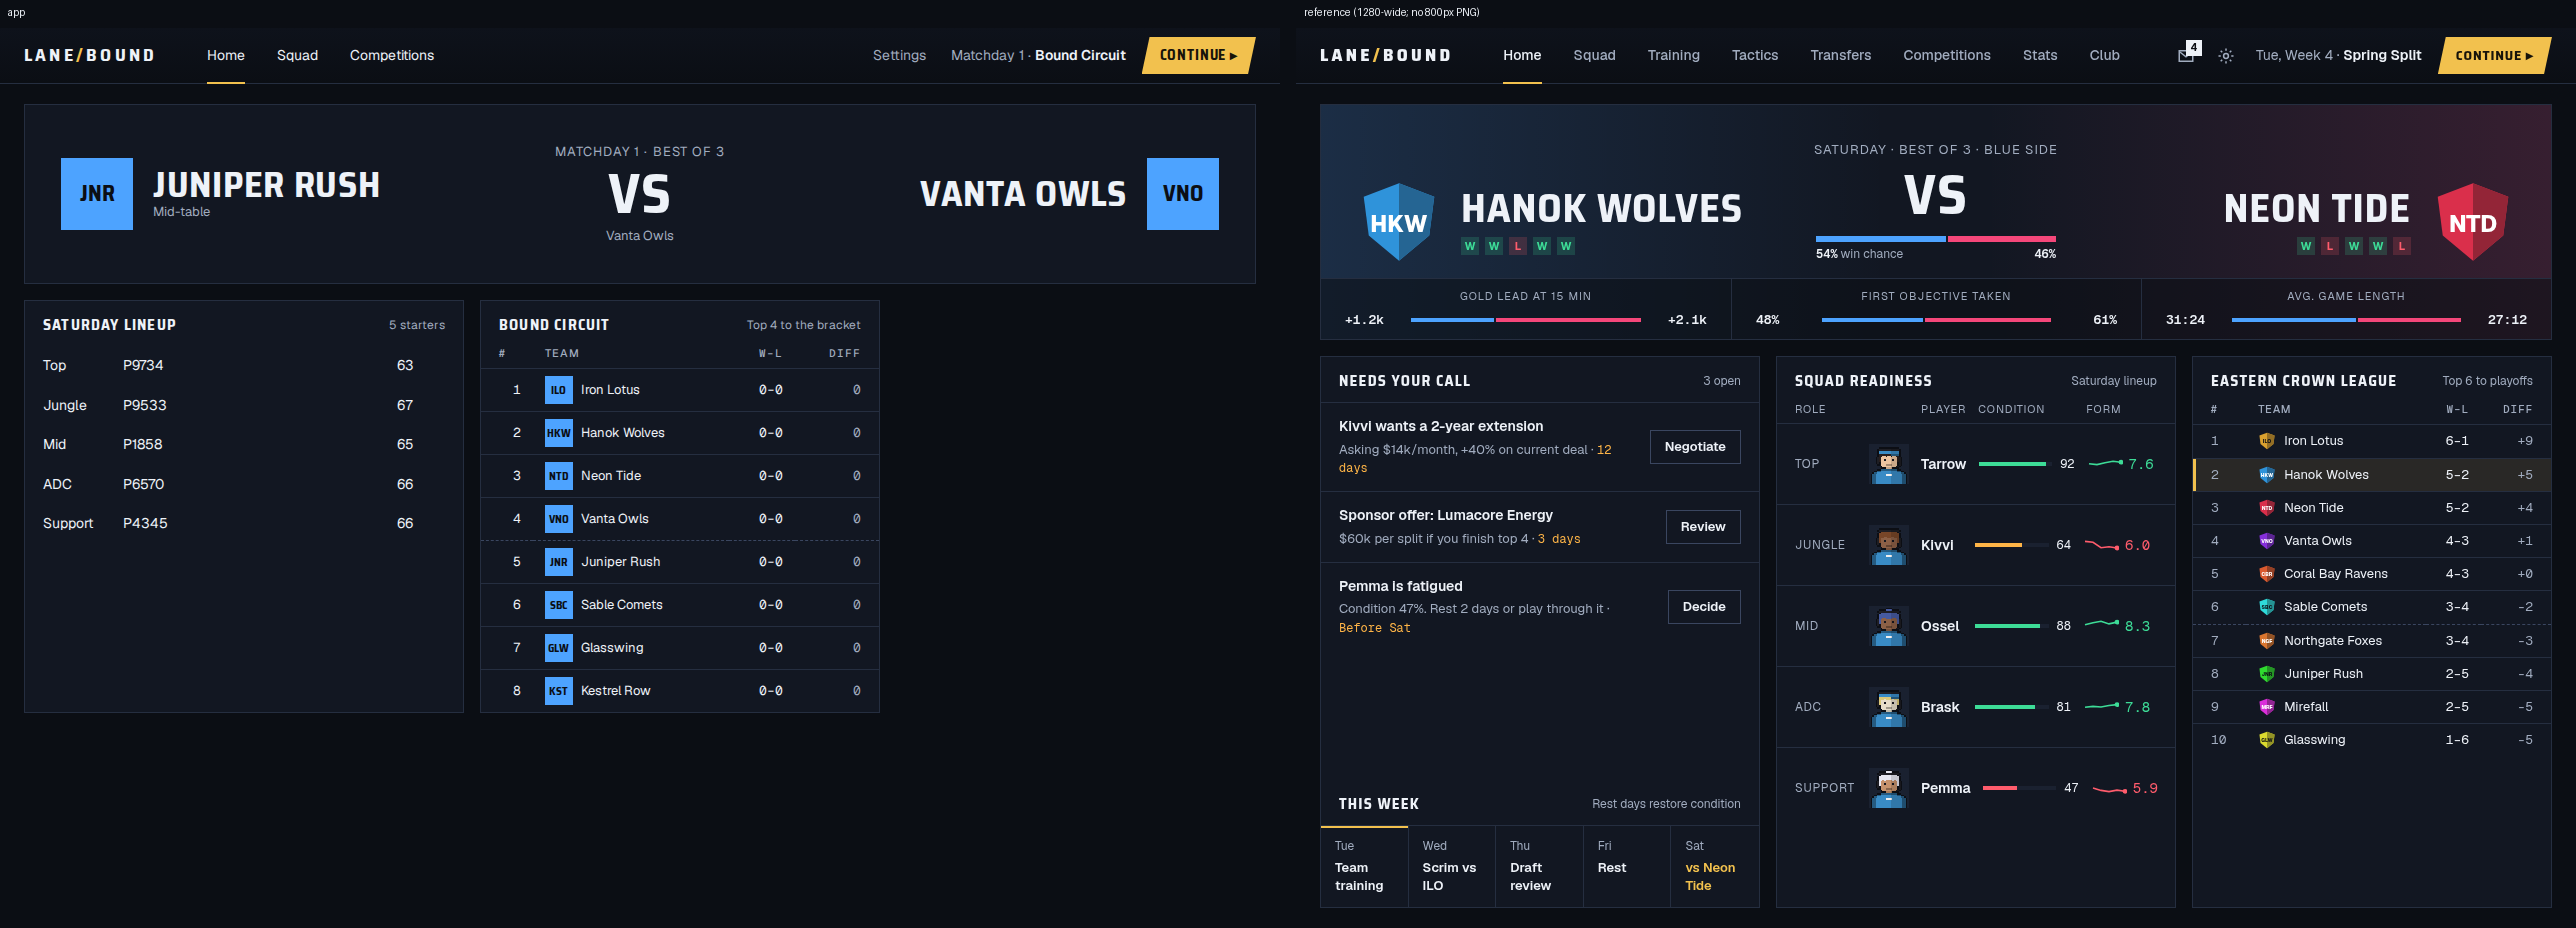 app
LANE/BOUND
Home
Squad
Competitions
Settings
Matchday 1 · Bound Circuit
CONTINUE ▸
JNR
JUNIPER RUSH
Mid-table
MATCHDAY 1 · BEST OF 3
VS
Vanta Owls
VANTA OWLS
VNO
SATURDAY LINEUP
5 starters
Top P9734 63
Jungle P9533 67
Mid P1858 65
ADC P6570 66
Support P4345 66
BOUND CIRCUIT
Top 4 to the bracket
# TEAM W-L DIFF
1 ILO Iron Lotus 0-0 0
2 HKW Hanok Wolves 0-0 0
3 NTD Neon Tide 0-0 0
4 VNO Vanta Owls 0-0 0
5 JNR Juniper Rush 0-0 0
6 SBC Sable Comets 0-0 0
7 GLW Glasswing 0-0 0
8 KST Kestrel Row 0-0 0
reference (1280-wide; no 800px PNG)
LANE/BOUND
Home
Squad
Training
Tactics
Transfers
Competitions
Stats
Club
4
Tue, Week 4 · Spring Split
CONTINUE ▸
HKW
HANOK WOLVES
W W L W W
SATURDAY · BEST OF 3 · BLUE SIDE
VS
54% win chance 46%
NEON TIDE
W L W W L
NTD
GOLD LEAD AT 15 MIN
+1.2k +2.1k
FIRST OBJECTIVE TAKEN
48% 61%
AVG. GAME LENGTH
31:24 27:12
NEEDS YOUR CALL
3 open
Kivvi wants a 2-year extension
Asking $14k/month, +40% on current deal · 12
days
Negotiate
Sponsor offer: Lumacore Energy
$60k per split if you finish top 4 · 3 days
Review
Pemma is fatigued
Condition 47%. Rest 2 days or play through it ·
Before Sat
Decide
THIS WEEK
Rest days restore condition
Tue
Team
training
Wed
Scrim vs
ILO
Thu
Draft
review
Fri
Rest
Sat
vs Neon
Tide
SQUAD READINESS
Saturday lineup
ROLE PLAYER CONDITION FORM
TOP Tarrow 92 7.6
JUNGLE Kivvi 64 6.0
MID Ossel 88 8.3
ADC Brask 81 7.8
SUPPORT Pemma 47 5.9
EASTERN CROWN LEAGUE
Top 6 to playoffs
# TEAM W-L DIFF
1 ILO Iron Lotus 6-1 +9
2 HKW Hanok Wolves 5-2 +5
3 NTD Neon Tide 5-2 +4
4 VNO Vanta Owls 4-3 +1
5 CBR Coral Bay Ravens 4-3 +0
6 SBC Sable Comets 3-4 -2
7 NGF Northgate Foxes 3-4 -3
8 JNR Juniper Rush 2-5 -4
9 MRF Mirefall 2-5 -5
10 GLW Glasswing 1-6 -5